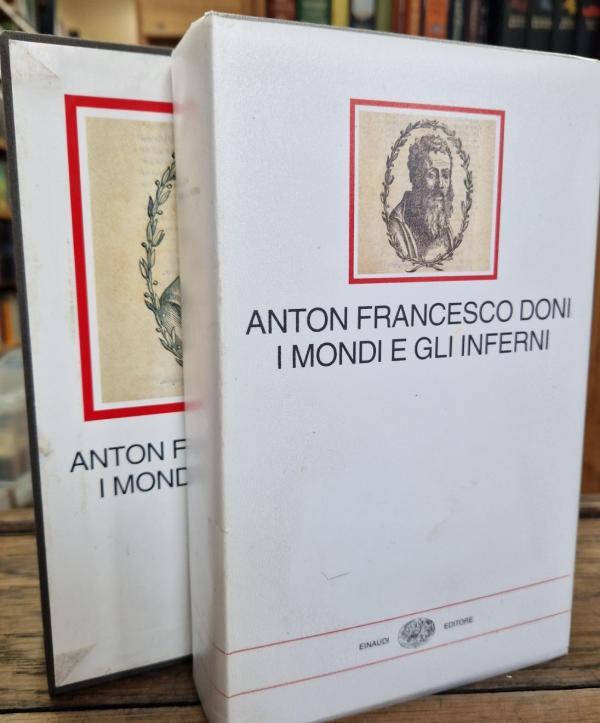 ANTON FRANCESCO DONI
I MONDI E GLI INFERNI
EINAUDI EDITORE
ANTON F
I MOND